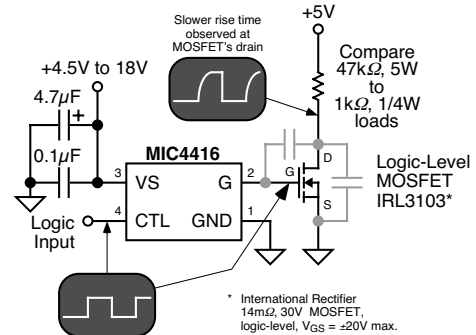 Slower rise time
observed at
MOSFET's drain
+5V
Compare
47kΩ, 5W
to
1kΩ, 1/4W
loads
+4.5V to 18V
4.7µF
+
0.1µF
MIC4416
3 VS G 2
4 CTL GND 1
Logic
Input
G
D
S
Logic-Level
MOSFET
IRL3103*
* International Rectifier
14mΩ, 30V MOSFET,
logic-level, VGS = ±20V max.